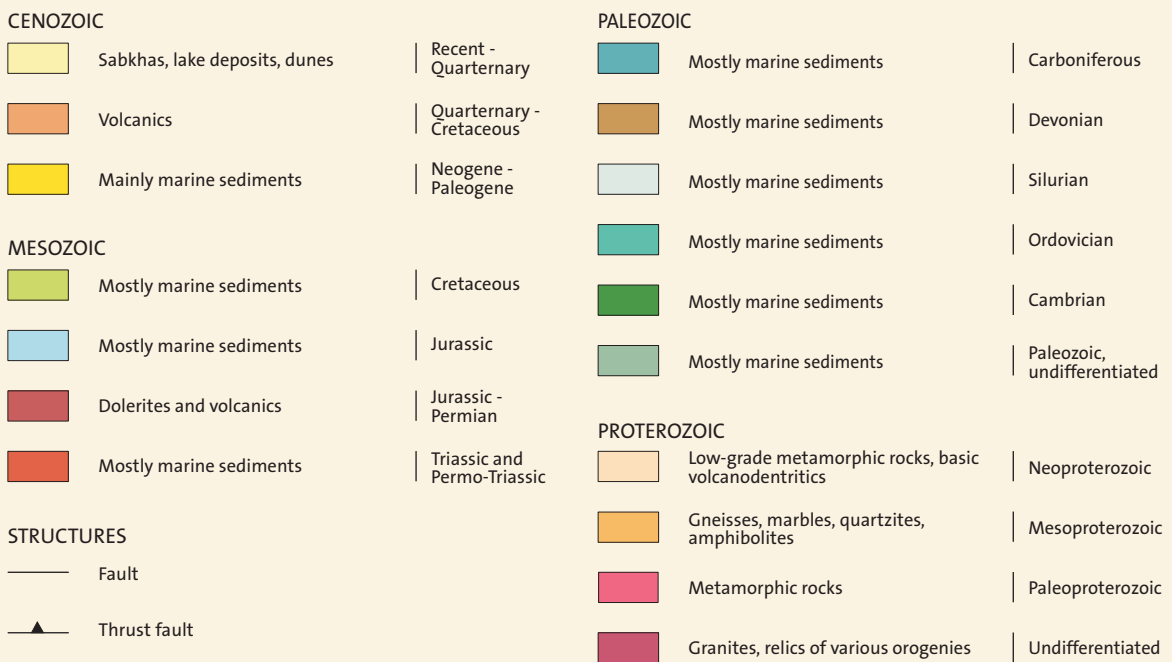 CENOZOIC
Sabkhas, lake deposits, dunes
Recent -
Quarternary
Volcanics
Quarternary -
Cretaceous
Mainly marine sediments
Neogene -
Paleogene
MESOZOIC
Mostly marine sediments
Cretaceous
Mostly marine sediments
Jurassic
Dolerites and volcanics
Jurassic -
Permian
Mostly marine sediments
Triassic and
Permo-Triassic
STRUCTURES
Fault
Thrust fault
PALEOZOIC
Mostly marine sediments
Carboniferous
Mostly marine sediments
Devonian
Mostly marine sediments
Silurian
Mostly marine sediments
Ordovician
Mostly marine sediments
Cambrian
Mostly marine sediments
Paleozoic,
undifferentiated
PROTEROZOIC
Low-grade metamorphic rocks, basic
volcanodentritics
Neoproterozoic
Gneisses, marbles, quartzites,
amphibolites
Mesoproterozoic
Metamorphic rocks
Paleoproterozoic
Granites, relics of various orogenies
Undifferentiated